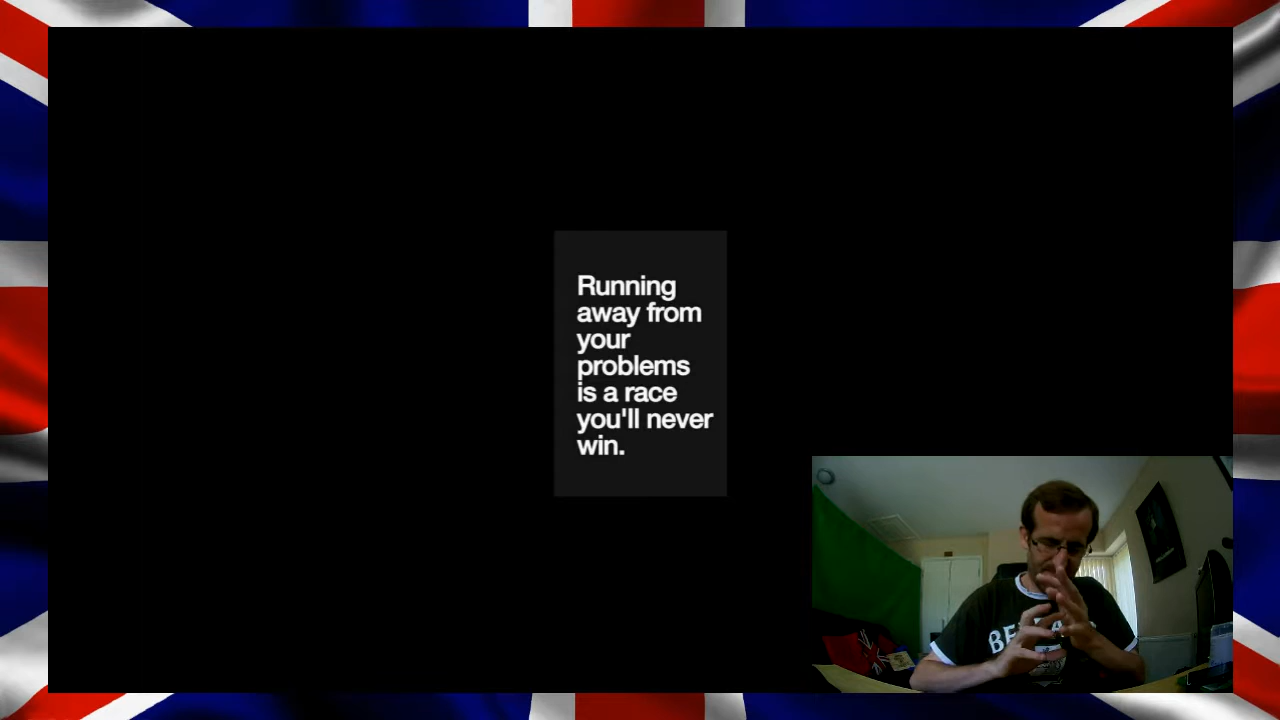 Running
away from
your
problems
is a race
you'll never
win.